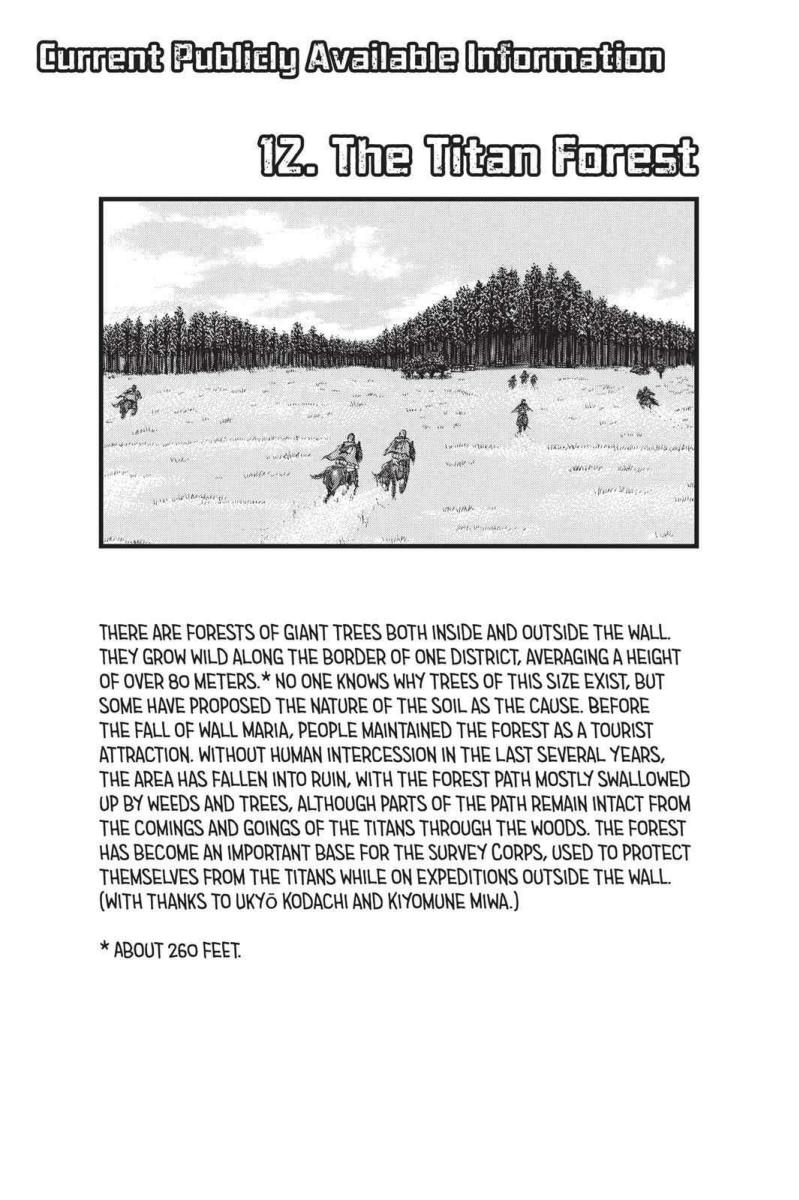 Current Publicly Available Information
12. The Titan Forest
THERE ARE FORESTS OF GIANT TREES BOTH INSIDE AND OUTSIDE THE WALL.
THEY GROW WILD ALONG THE BORDER OF ONE DISTRICT, AVERAGING A HEIGHT
OF OVER 80 METERS.* NO ONE KNOWS WHY TREES OF THIS SIZE EXIST, BUT
SOME HAVE PROPOSED THE NATURE OF THE SOIL AS THE CAUSE. BEFORE
THE FALL OF WALL MARIA, PEOPLE MAINTAINED THE FOREST AS A TOURIST
ATTRACTION. WITHOUT HUMAN INTERCESSION IN THE LAST SEVERAL YEARS,
THE AREA HAS FALLEN INTO RUIN, WITH THE FOREST PATH MOSTLY SWALLOWED
UP BY WEEDS AND TREES, ALTHOUGH PARTS OF THE PATH REMAIN INTACT FROM
THE COMINGS AND GOINGS OF THE TITANS THROUGH THE WOODS. THE FOREST
HAS BECOME AN IMPORTANT BASE FOR THE SURVEY CORPS, USED TO PROTECT
THEMSELVES FROM THE TITANS WHILE ON EXPEDITIONS OUTSIDE THE WALL.
(WITH THANKS TO UKYŌ KODACHI AND KIYOMUNE MIWA.)
* ABOUT 260 FEET.